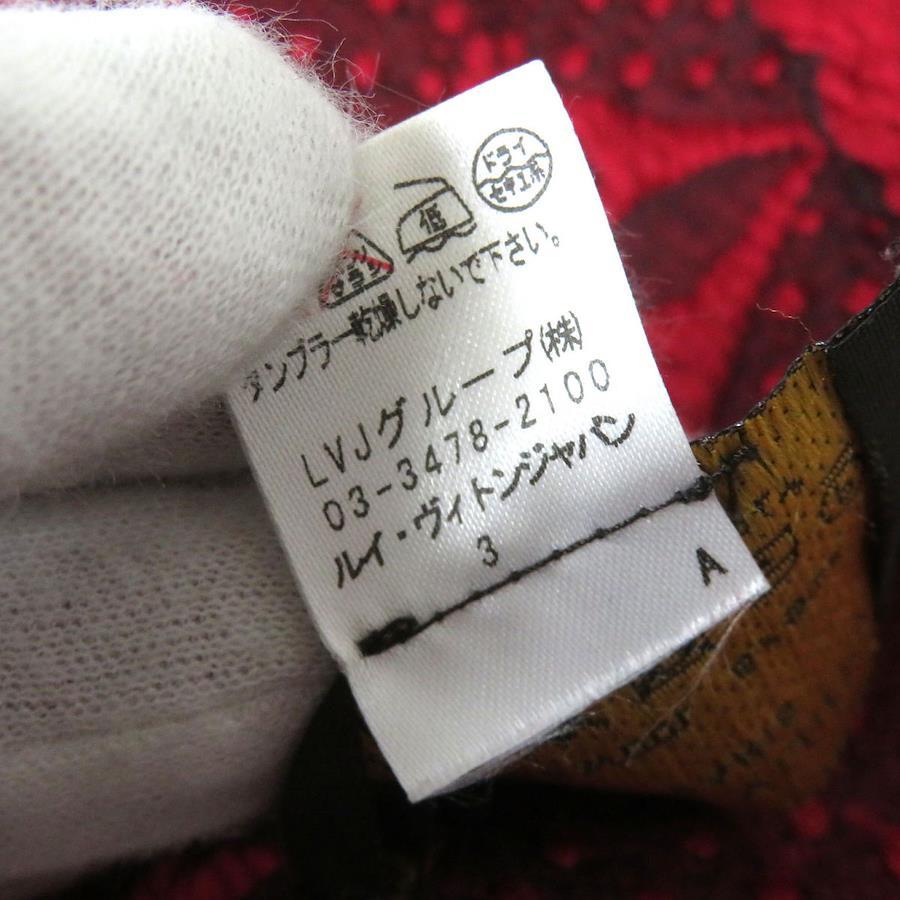 ドライ
セキユ系
低
タンブラー乾燥しないで下さい。
LVJグループ(株)
03-3478-2100
ルイ・ヴィトンジャパン
3
A